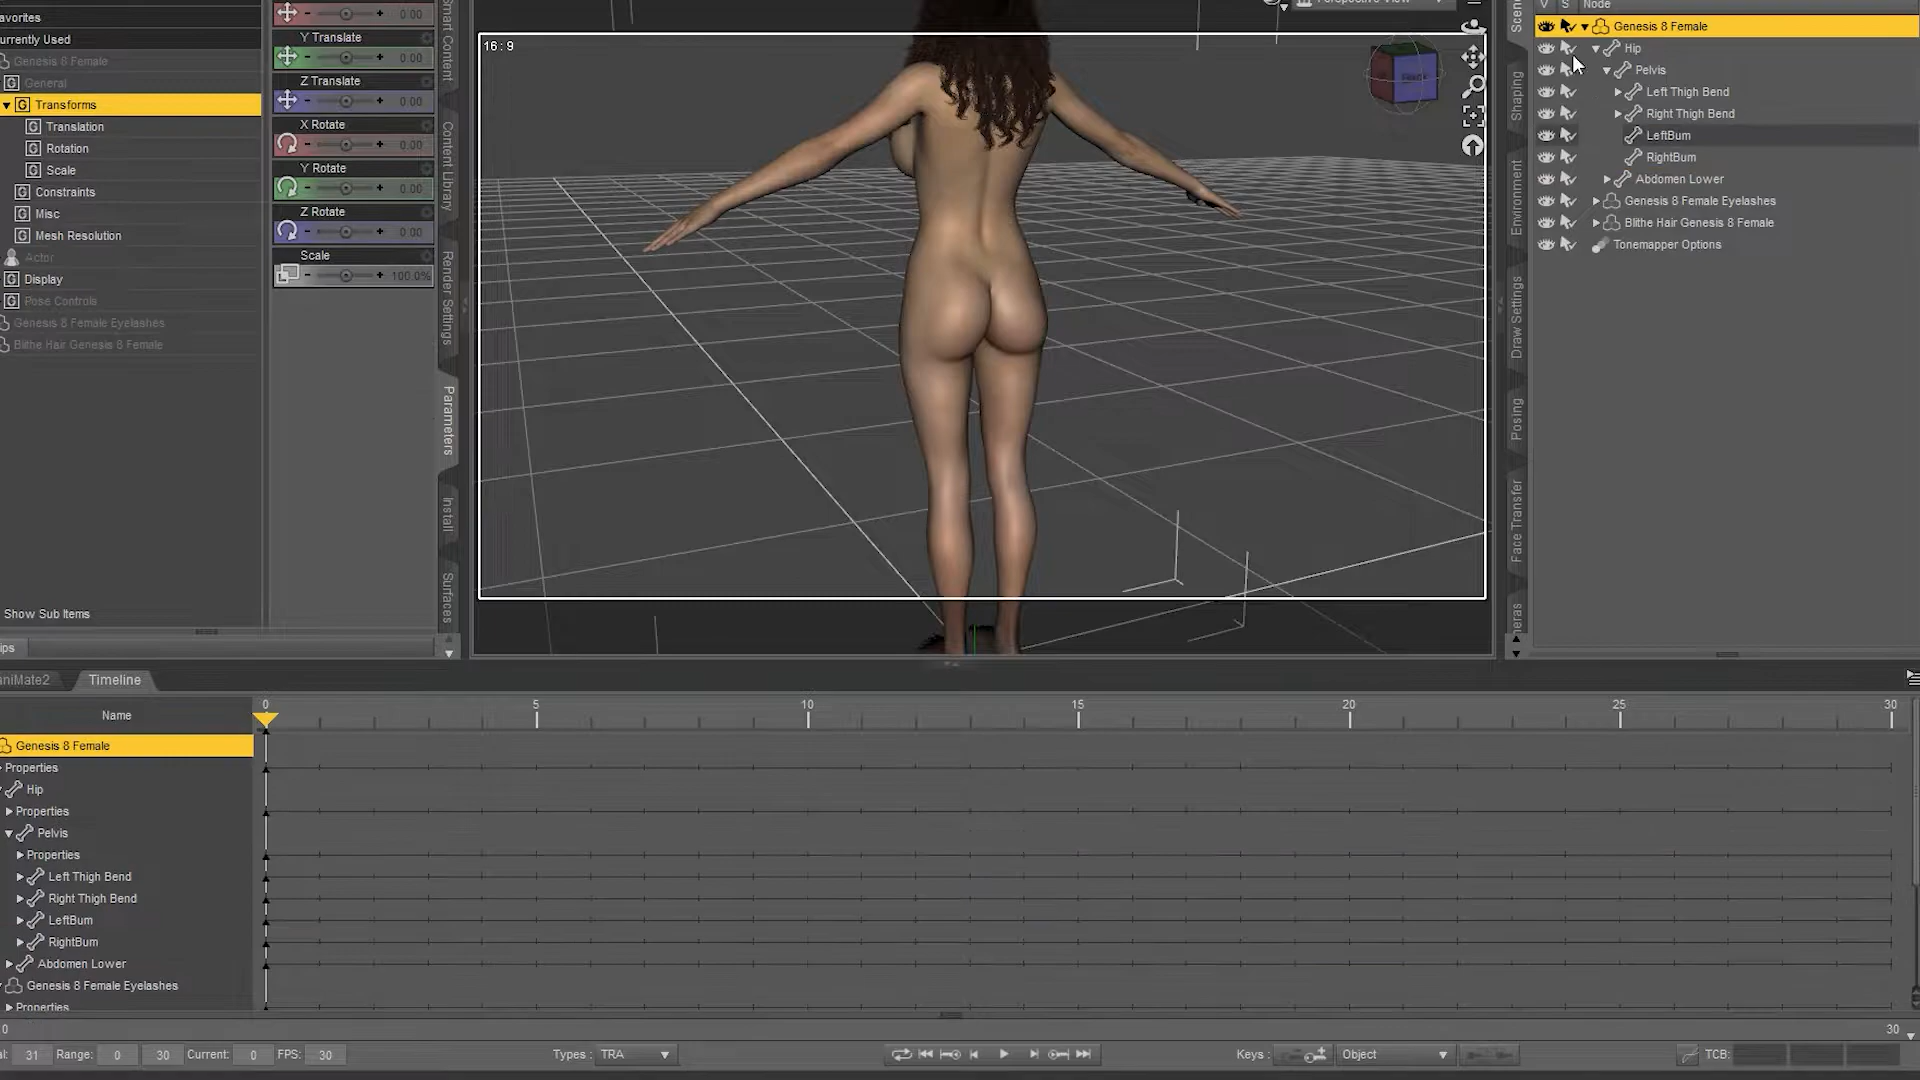 avorites
urrently Used
Genesis 8 Female
General
Transforms
Translation
Rotation
Scale
Constraints
Misc
Mesh Resolution
Actor
Display
Pose Controls
Genesis 8 Female Eyelashes
Blithe Hair Genesis 8 Female
Show Sub Items
ips
0.00
Y Translate
0.00
Z Translate
0.00
X Rotate
0.00
Y Rotate
0.00
Z Rotate
0.00
Scale
100.0%
Smart Content
Content Library
Render Settings
Parameters
Install
Surfaces
16 : 9
Perspective View
Scene
Shaping
Environment
Draw Settings
Posing
Face Transfer
eras
V S Node
Genesis 8 Female
Hip
Pelvis
Left Thigh Bend
Right Thigh Bend
LeftBum
RightBum
Abdomen Lower
Genesis 8 Female Eyelashes
Blithe Hair Genesis 8 Female
Tonemapper Options
aniMate2
Timeline
Name
0 5 10 15 20 25 30
Genesis 8 Female
Properties
Hip
Properties
Pelvis
Properties
Left Thigh Bend
Right Thigh Bend
LeftBum
RightBum
Abdomen Lower
Genesis 8 Female Eyelashes
Properties
0 30
al: 31 Range: 0 30 Current: 0 FPS: 30 Types : TRA Keys : Object TCB: